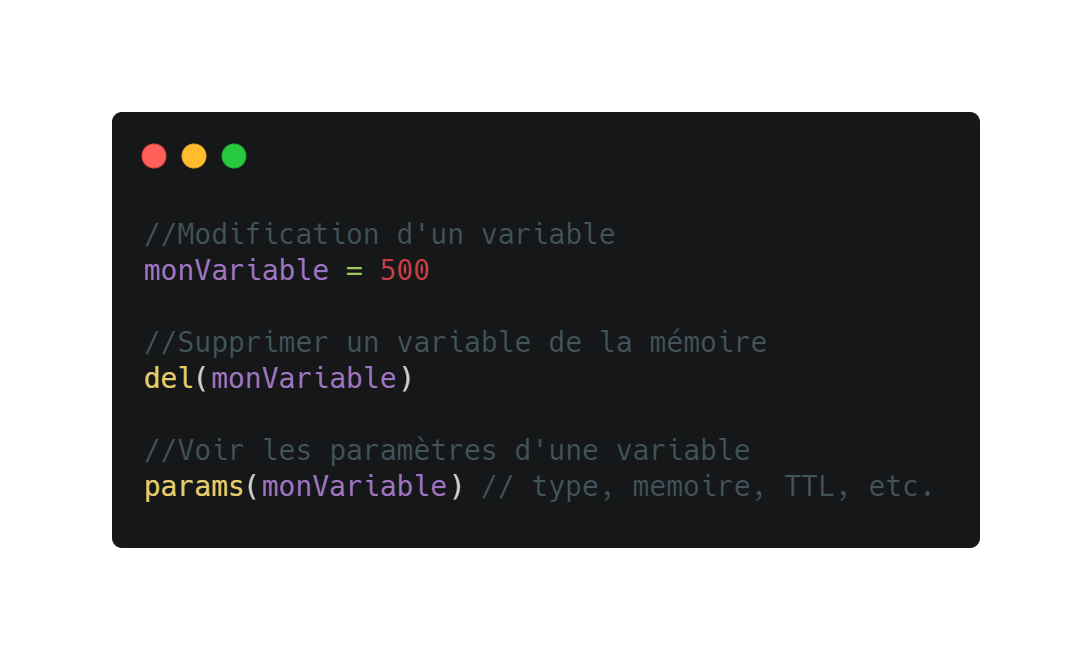 //Modification d'un variable
monVariable = 500
//Supprimer un variable de la mémoire
del(monVariable)
//Voir les paramètres d'une variable
params(monVariable) // type, memoire, TTL, etc.